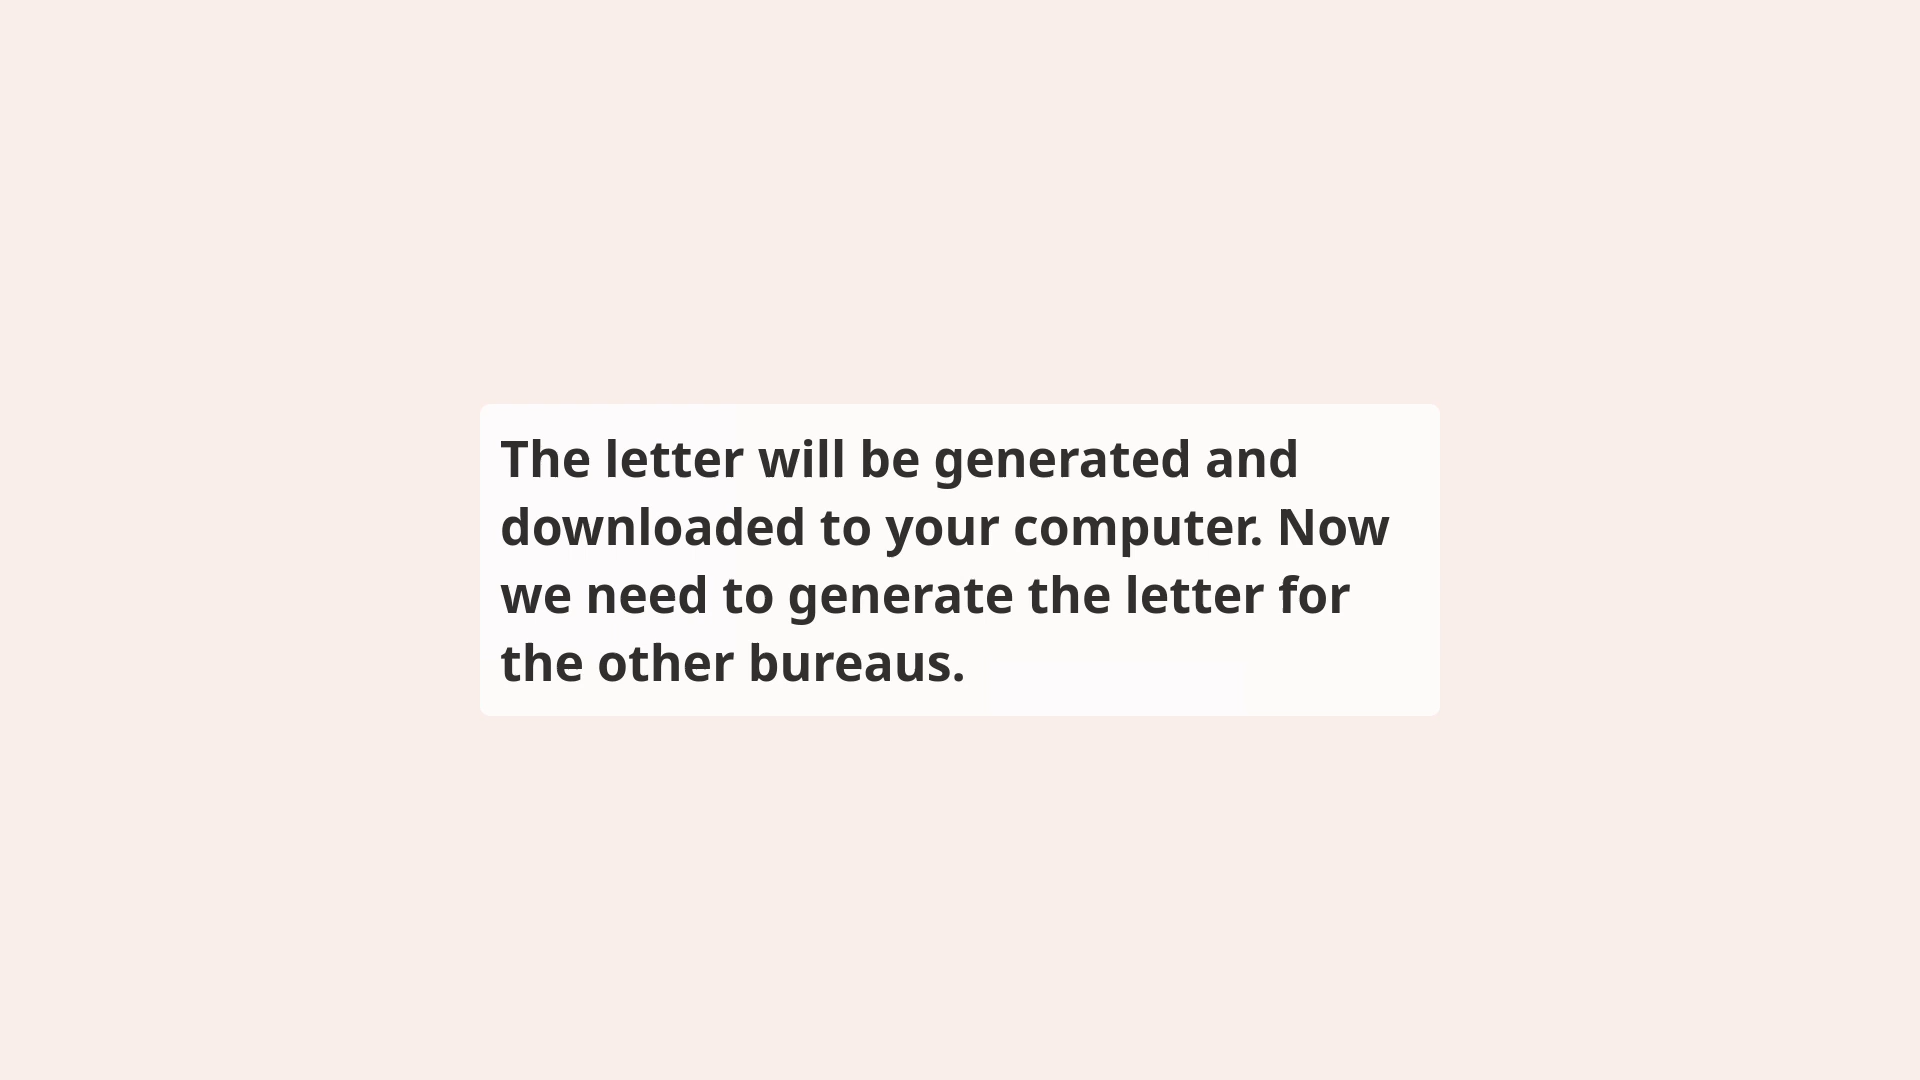 The letter will be generated and
downloaded to your computer. Now
we need to generate the letter for
the other bureaus.